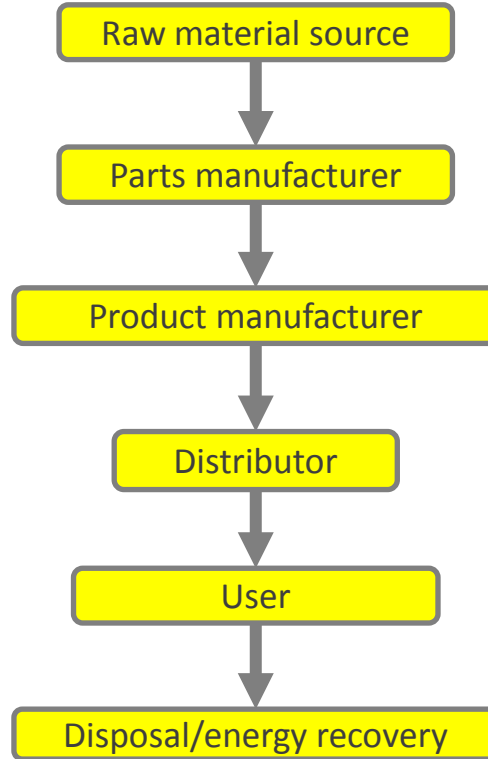 Raw material source
Parts manufacturer
Product manufacturer
Distributor
User
Disposal/energy recovery